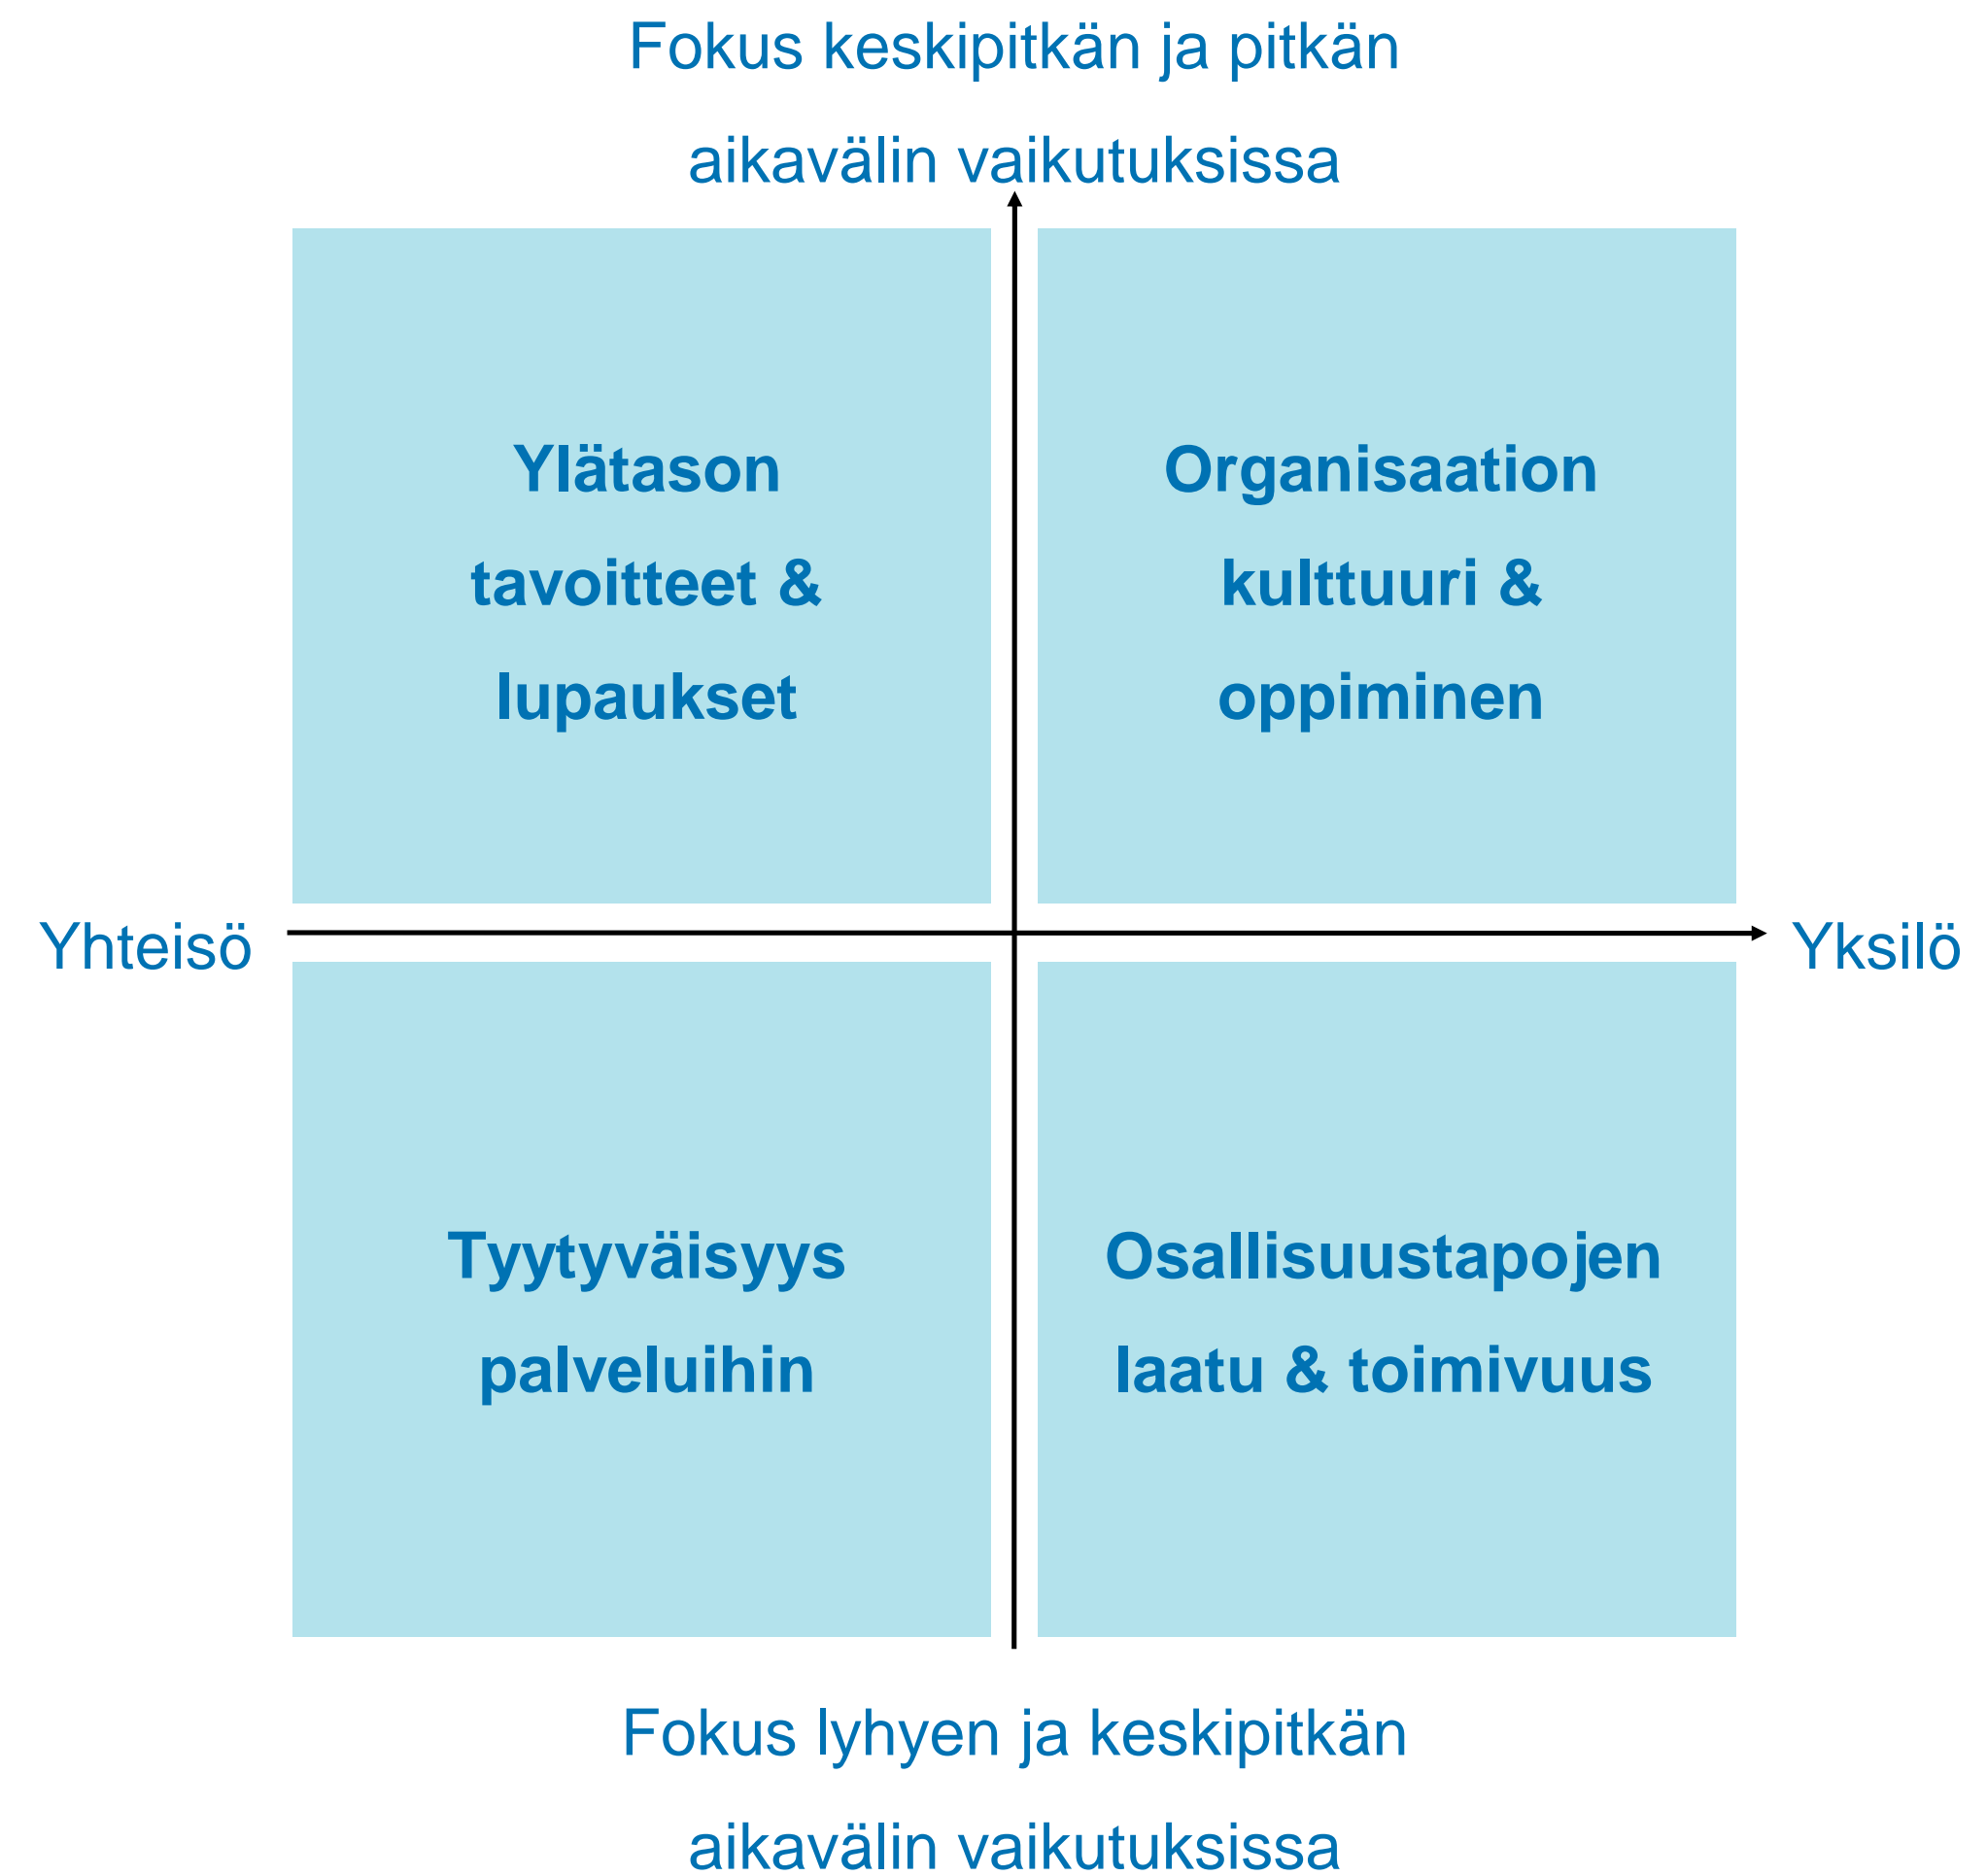 Fokus keskipitkän ja pitkän
aikavälin vaikutuksissa
Ylätason
tavoitteet &
lupaukset
Organisaation
kulttuuri &
oppiminen
Yhteisö
Yksilö
Tyytyväisyys
palveluihin
Osallisuustapojen
laatu & toimivuus
Fokus lyhyen ja keskipitkän
aikavälin vaikutuksissa